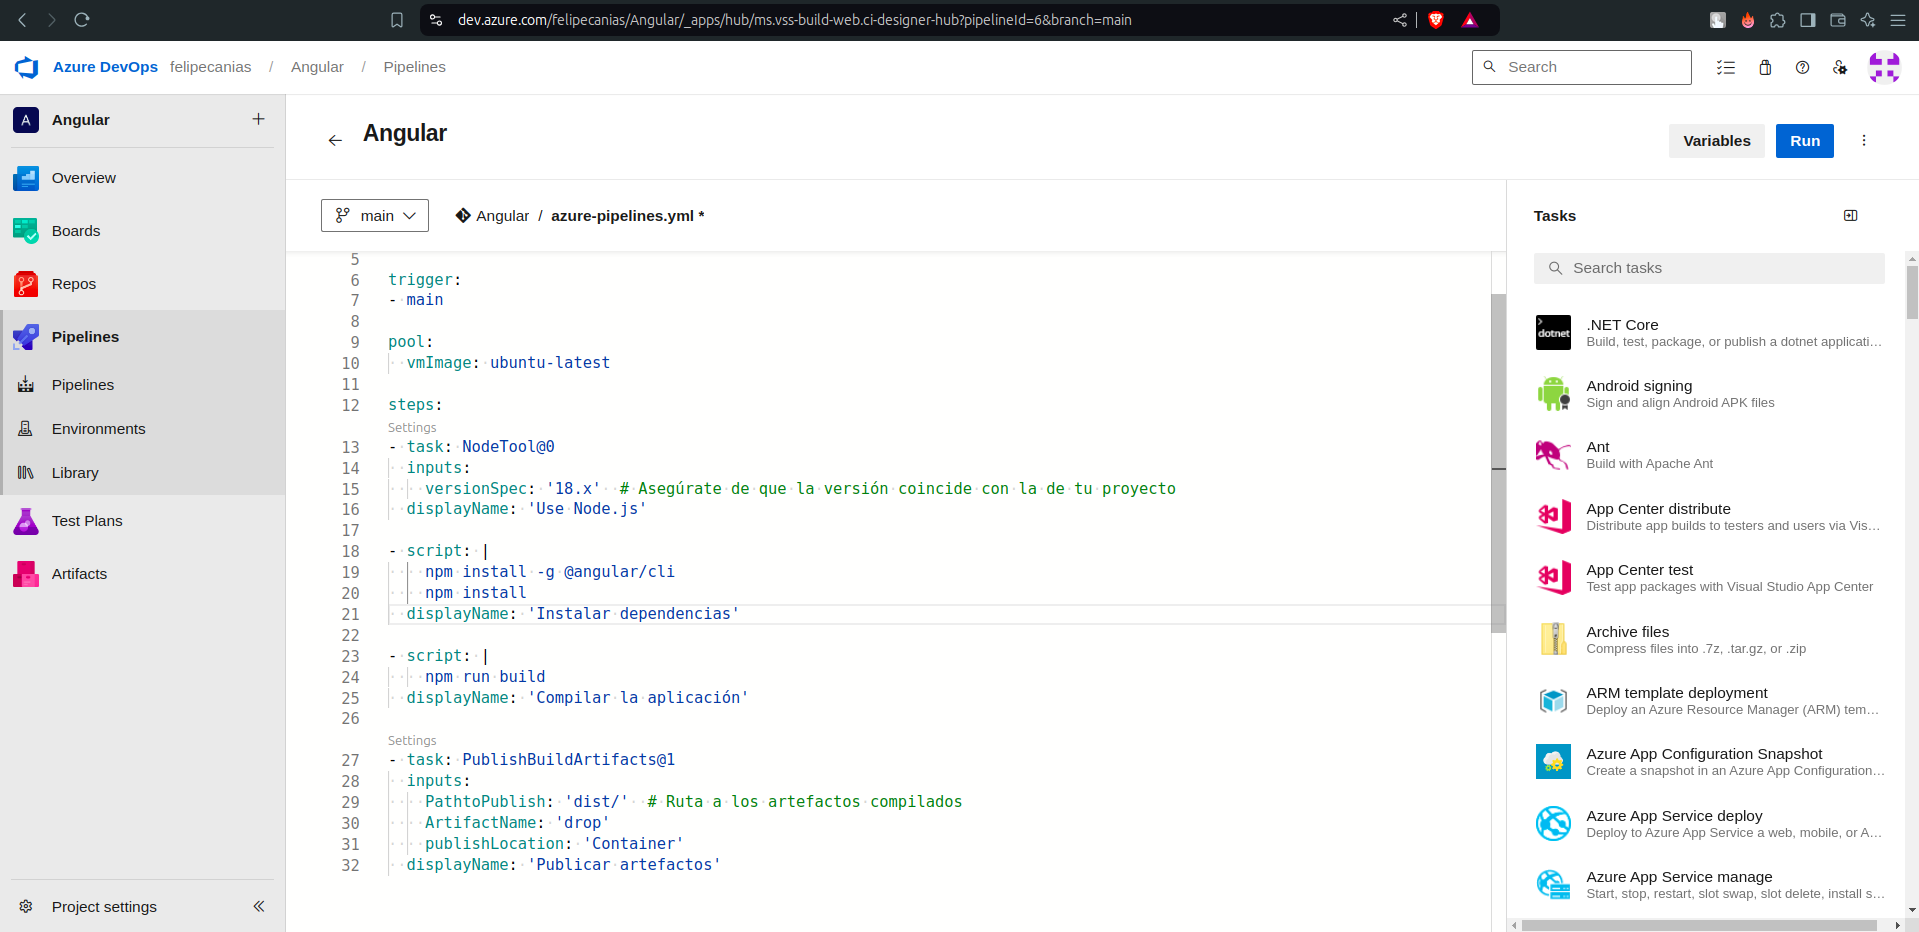 dev.azure.com/felipecanias/Angular/_apps/hub/ms.vss-build-web.ci-designer-hub?pipelineId=6&branch=main
Azure DevOps felipecanias / Angular / Pipelines
Search
A Angular +
Overview
Boards
Repos
Pipelines
Pipelines
Environments
Library
Test Plans
Artifacts
Project settings
Angular
Variables
Run
main
Angular / azure-pipelines.yml *
5
6 trigger:
7 - main
8
9 pool:
10 vmImage: ubuntu-latest
11
12 steps:
Settings
13 - task: NodeTool@0
14 inputs:
15 versionSpec: '18.x' # Asegúrate de que la versión coincide con la de tu proyecto
16 displayName: 'Use Node.js'
17
18 - script: |
19 npm install -g @angular/cli
20 npm install
21 displayName: 'Instalar dependencias'
22
23 - script: |
24 npm run build
25 displayName: 'Compilar la aplicación'
26
Settings
27 - task: PublishBuildArtifacts@1
28 inputs:
29 PathtoPublish: 'dist/' # Ruta a los artefactos compilados
30 ArtifactName: 'drop'
31 publishLocation: 'Container'
32 displayName: 'Publicar artefactos'
Tasks
Search tasks
dotnet
.NET Core
Build, test, package, or publish a dotnet applicati...
Android signing
Sign and align Android APK files
Ant
Build with Apache Ant
App Center distribute
Distribute app builds to testers and users via Vis...
App Center test
Test app packages with Visual Studio App Center
Archive files
Compress files into .7z, .tar.gz, or .zip
ARM template deployment
Deploy an Azure Resource Manager (ARM) tem...
Azure App Configuration Snapshot
Create a snapshot in an Azure App Configuration...
Azure App Service deploy
Deploy to Azure App Service a web, mobile, or A...
Azure App Service manage
Start, stop, restart, slot swap, slot delete, install s...